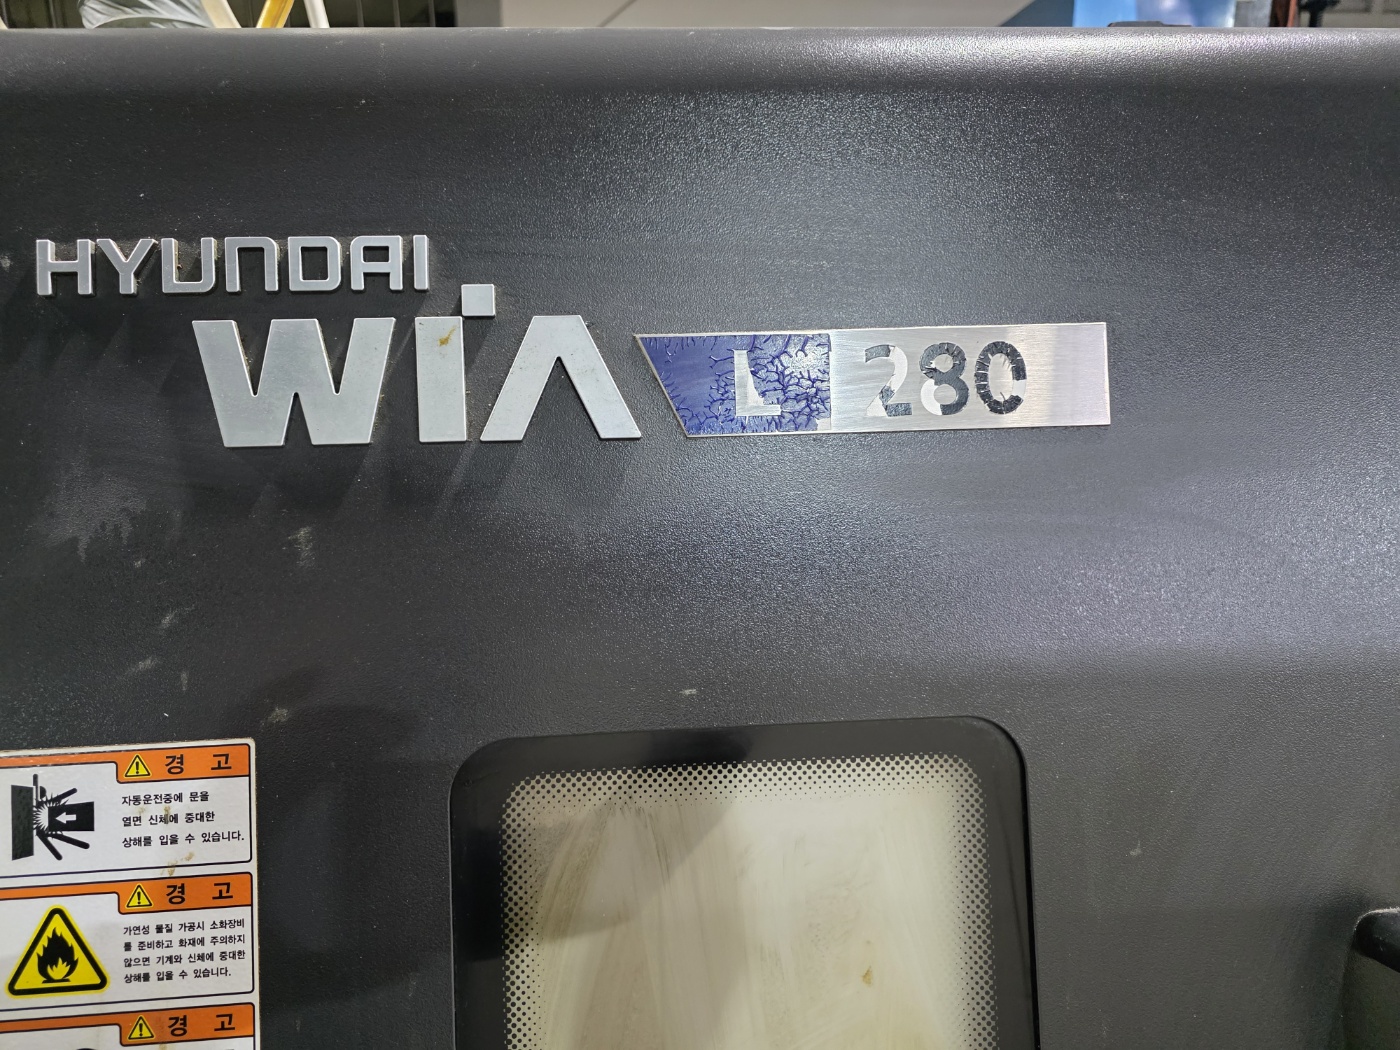 HYUNDAI
WIA L 280
경 고
자동운전중에 문을
열면 신체에 중대한
상해를 입을 수 있습니다.
경 고
가연성 물질 가공시 소화장비
를 준비하고 화재에 주의하지
않으면 기계와 신체에 중대한
상해를 입을 수 있습니다.
경 고